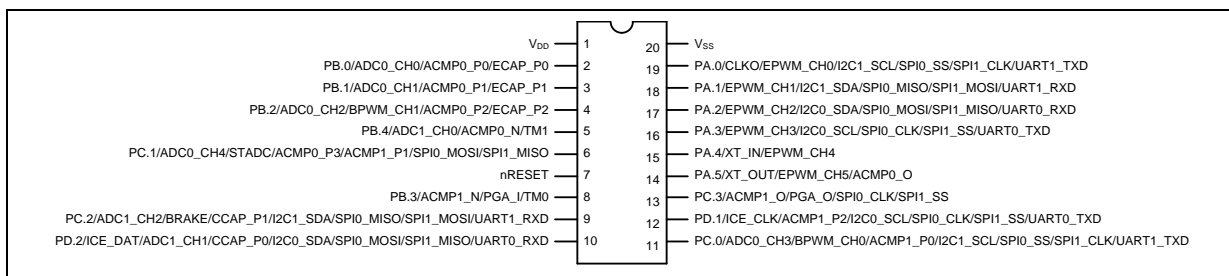 VDD 1 20 VSS
PB.0/ADC0_CH0/ACMP0_P0/ECAP_P0 2 19 PA.0/CLKO/EPWM_CH0/I2C1_SCL/SPI0_SS/SPI1_CLK/UART1_TXD
PB.1/ADC0_CH1/ACMP0_P1/ECAP_P1 3 18 PA.1/EPWM_CH1/I2C1_SDA/SPI0_MISO/SPI1_MOSI/UART1_RXD
PB.2/ADC0_CH2/BPWM_CH1/ACMP0_P2/ECAP_P2 4 17 PA.2/EPWM_CH2/I2C0_SDA/SPI0_MOSI/SPI1_MISO/UART0_RXD
PB.4/ADC1_CH0/ACMP0_N/TM1 5 16 PA.3/EPWM_CH3/I2C0_SCL/SPI0_CLK/SPI1_SS/UART0_TXD
PC.1/ADC0_CH4/STADC/ACMP0_P3/ACMP1_P1/SPI0_MOSI/SPI1_MISO 6 15 PA.4/XT_IN/EPWM_CH4
nRESET 7 14 PA.5/XT_OUT/EPWM_CH5/ACMP0_O
PB.3/ACMP1_N/PGA_I/TM0 8 13 PC.3/ACMP1_O/PGA_O/SPI0_CLK/SPI1_SS
PC.2/ADC1_CH2/BRAKE/CCAP_P1/I2C1_SDA/SPI0_MISO/SPI1_MOSI/UART1_RXD 9 12 PD.1/ICE_CLK/ACMP1_P2/I2C0_SCL/SPI0_CLK/SPI1_SS/UART0_TXD
PD.2/ICE_DAT/ADC1_CH1/CCAP_P0/I2C0_SDA/SPI0_MOSI/SPI1_MISO/UART0_RXD 10 11 PC.0/ADC0_CH3/BPWM_CH0/ACMP1_P0/I2C1_SCL/SPI0_SS/SPI1_CLK/UART1_TXD